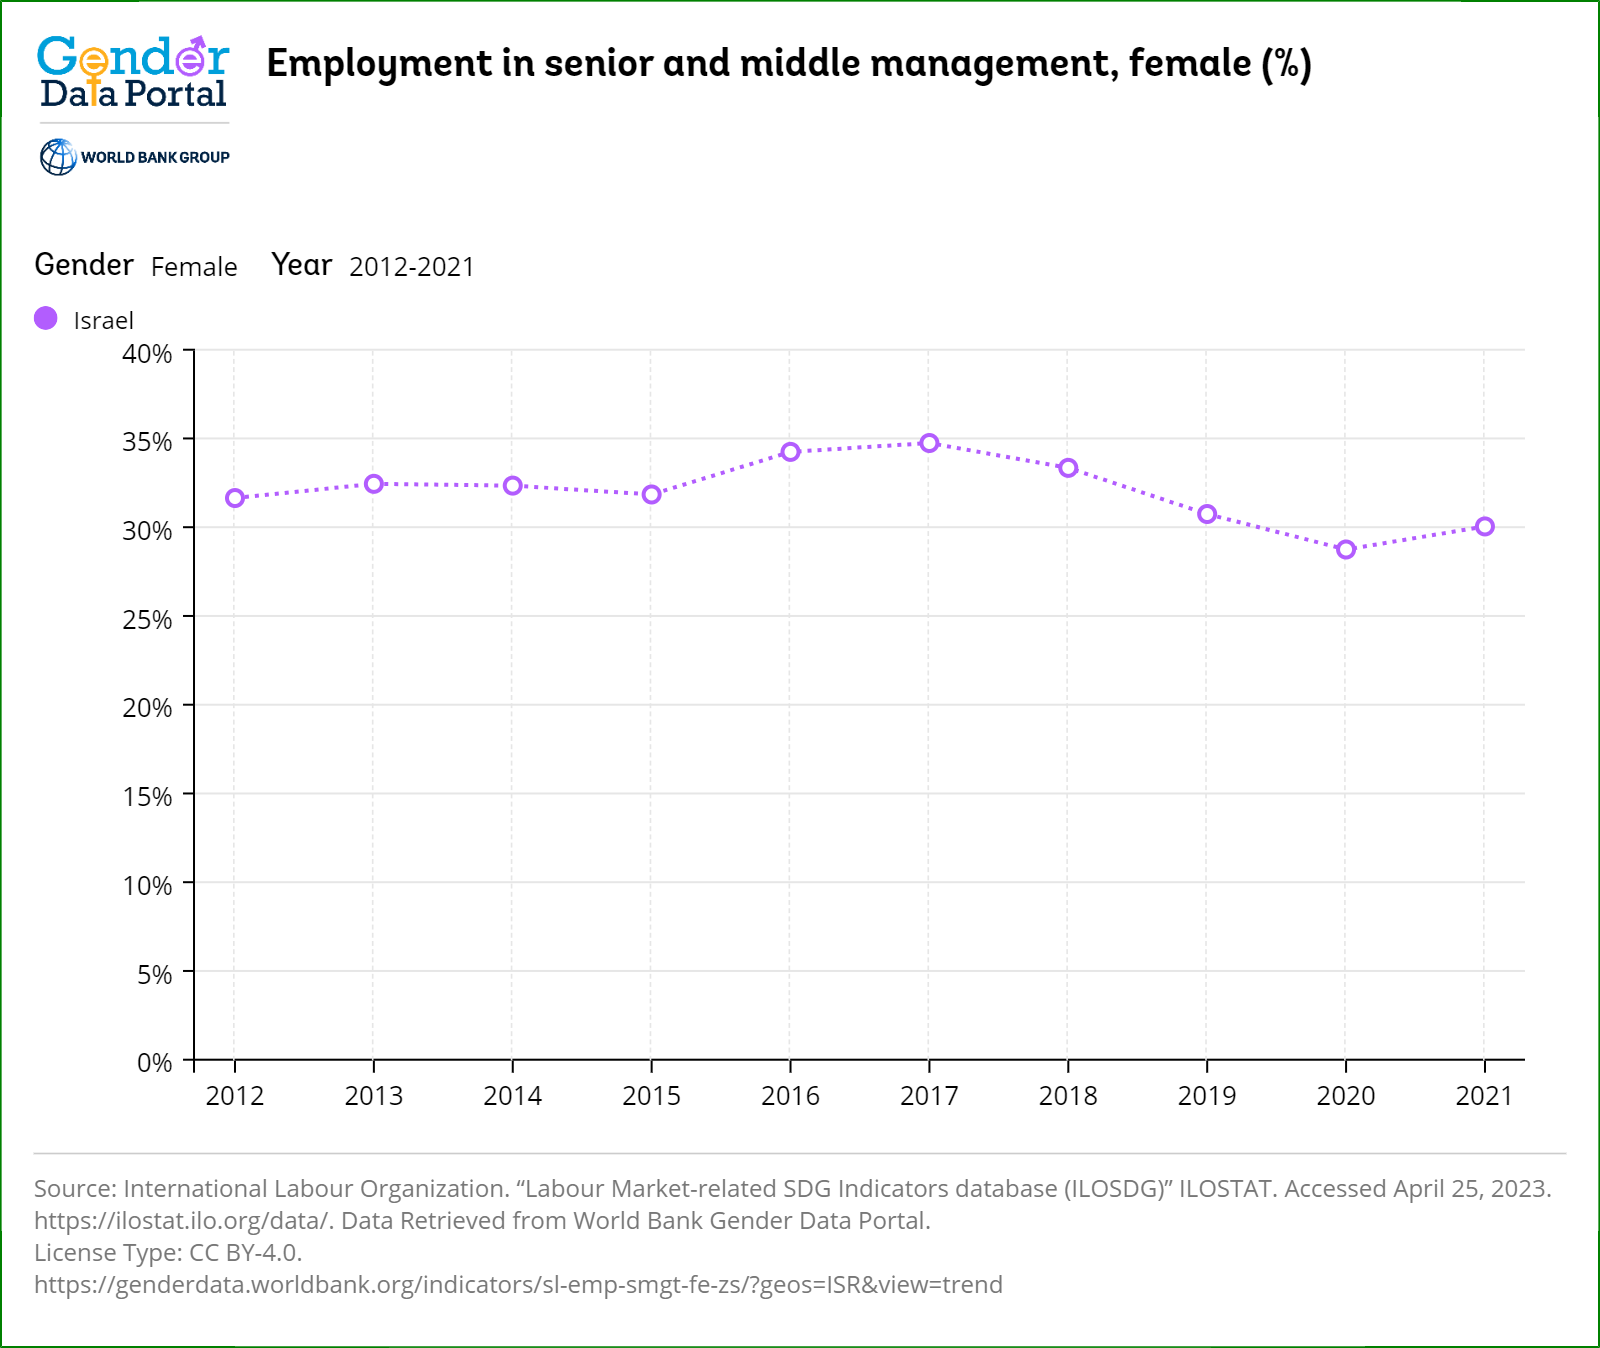 Gender
Data Portal
WORLD BANK GROUP
Employment in senior and middle management, female (%)
Gender Female Year 2012-2021
Israel
40%
35%
30%
25%
20%
15%
10%
5%
0%
2012 2013 2014 2015 2016 2017 2018 2019 2020 2021
Source: International Labour Organization. “Labour Market-related SDG Indicators database (ILOSDG)” ILOSTAT. Accessed April 25, 2023.
https://ilostat.ilo.org/data/. Data Retrieved from World Bank Gender Data Portal.
License Type: CC BY-4.0.
https://genderdata.worldbank.org/indicators/sl-emp-smgt-fe-zs/?geos=ISR&view=trend